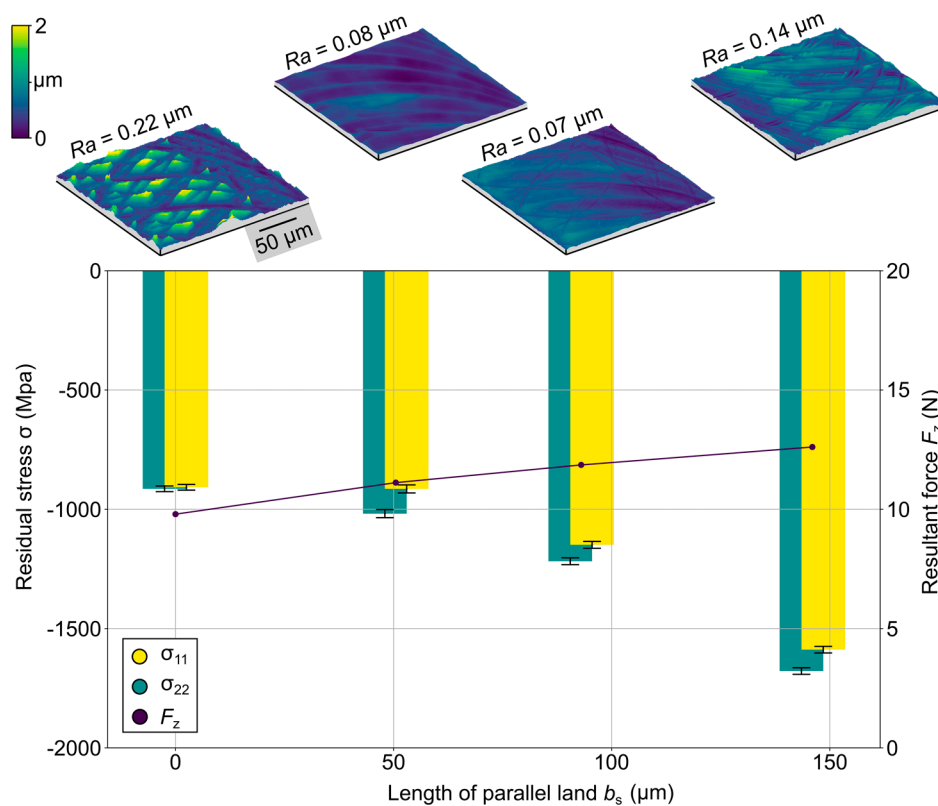 2
μm
0
Ra = 0.22 μm
50 μm
Ra = 0.08 μm
Ra = 0.07 μm
Ra = 0.14 μm
Residual stress σ (Mpa)
0
-500
-1000
-1500
-2000
σ11
σ22
Fz
20
15
10
5
0
Resultant force Fz (N)
0
50
100
150
Length of parallel land bs (μm)